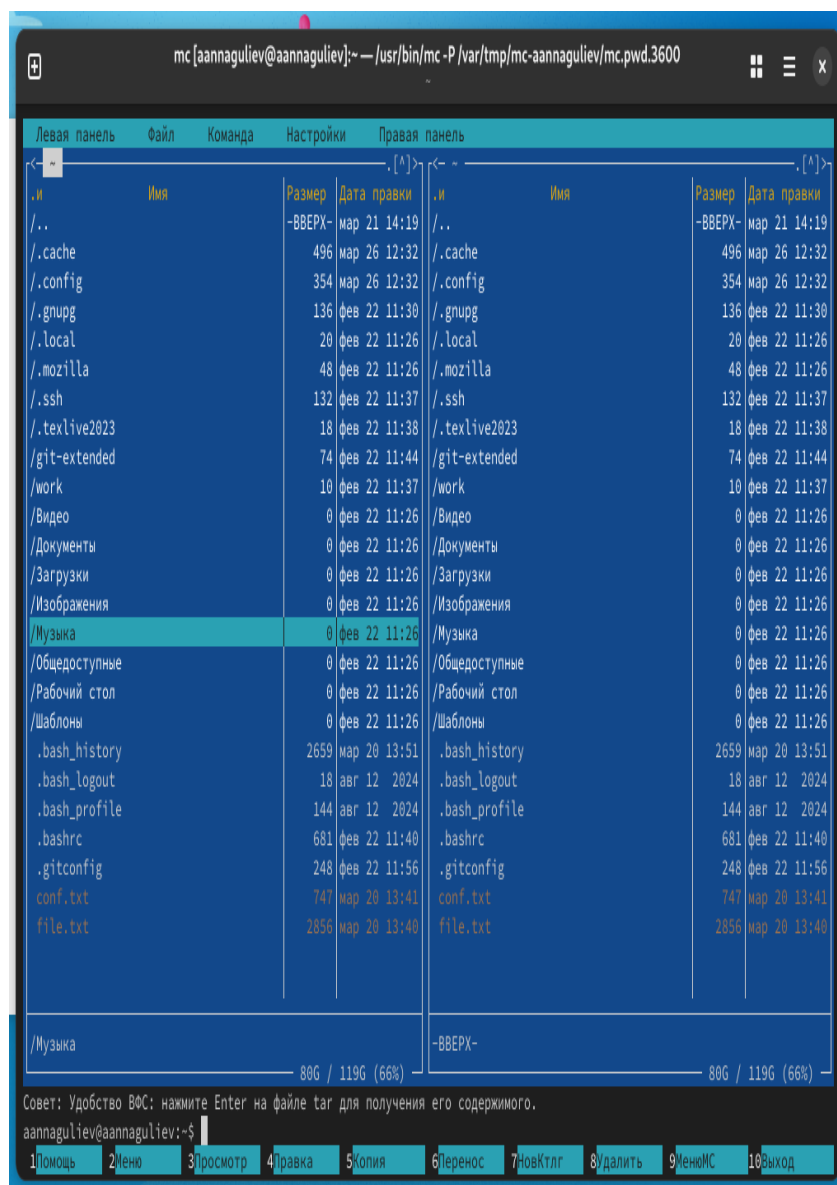 mc [aannaguliev@aannaguliev]:~ — /usr/bin/mc -P /var/tmp/mc-aannaguliev/mc.pwd.3600
~
Левая панель Файл Команда Настройки Правая панель
<- ~ .[^]> <- ~ .[^]>
.и Имя Размер Дата правки .и Имя Размер Дата правки
/.. -ВВЕРХ- мар 21 14:19 /.. -ВВЕРХ- мар 21 14:19
/.cache 496 мар 26 12:32 /.cache 496 мар 26 12:32
/.config 354 мар 26 12:32 /.config 354 мар 26 12:32
/.gnupg 136 фев 22 11:30 /.gnupg 136 фев 22 11:30
/.local 20 фев 22 11:26 /.local 20 фев 22 11:26
/.mozilla 48 фев 22 11:26 /.mozilla 48 фев 22 11:26
/.ssh 132 фев 22 11:37 /.ssh 132 фев 22 11:37
/.texlive2023 18 фев 22 11:38 /.texlive2023 18 фев 22 11:38
/git-extended 74 фев 22 11:44 /git-extended 74 фев 22 11:44
/work 10 фев 22 11:37 /work 10 фев 22 11:37
/Видео 0 фев 22 11:26 /Видео 0 фев 22 11:26
/Документы 0 фев 22 11:26 /Документы 0 фев 22 11:26
/Загрузки 0 фев 22 11:26 /Загрузки 0 фев 22 11:26
/Изображения 0 фев 22 11:26 /Изображения 0 фев 22 11:26
/Музыка 0 фев 22 11:26 /Музыка 0 фев 22 11:26
/Общедоступные 0 фев 22 11:26 /Общедоступные 0 фев 22 11:26
/Рабочий стол 0 фев 22 11:26 /Рабочий стол 0 фев 22 11:26
/Шаблоны 0 фев 22 11:26 /Шаблоны 0 фев 22 11:26
.bash_history 2659 мар 20 13:51 .bash_history 2659 мар 20 13:51
.bash_logout 18 авг 12 2024 .bash_logout 18 авг 12 2024
.bash_profile 144 авг 12 2024 .bash_profile 144 авг 12 2024
.bashrc 681 фев 22 11:40 .bashrc 681 фев 22 11:40
.gitconfig 248 фев 22 11:56 .gitconfig 248 фев 22 11:56
conf.txt 747 мар 20 13:41 conf.txt 747 мар 20 13:41
file.txt 2856 мар 20 13:40 file.txt 2856 мар 20 13:40
/Музыка -ВВЕРХ-
80G / 119G (66%) 80G / 119G (66%)
Совет: Удобство ВФС: нажмите Enter на файле tar для получения его содержимого.
aannaguliev@aannaguliev:~$
1Помощь 2Меню 3Просмотр 4Правка 5Копия 6Перенос 7НовКтлг 8Удалить 9МенюМС 10Выход